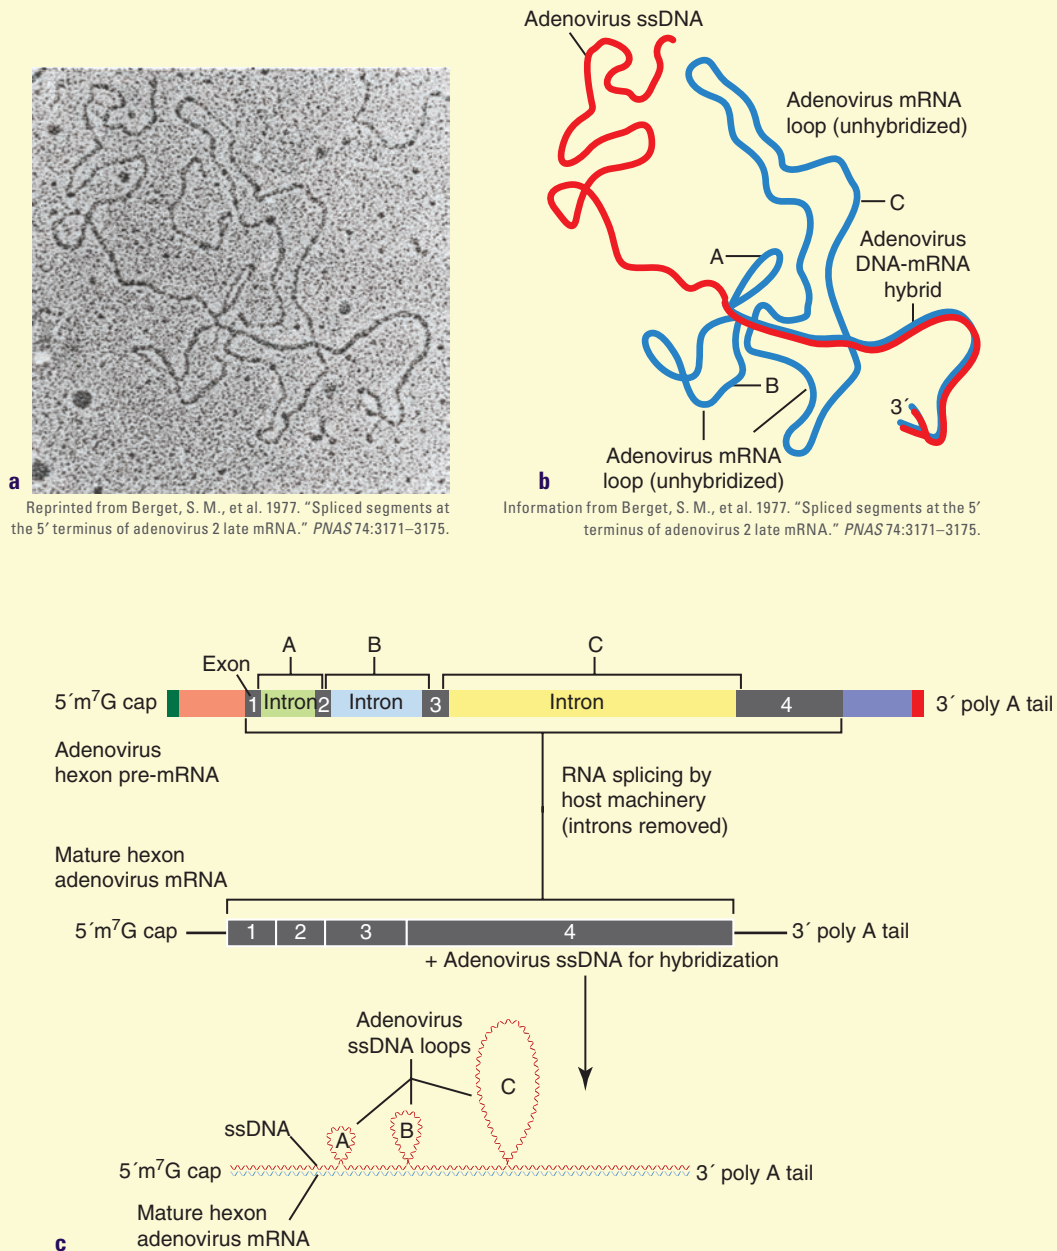 a
Reprinted from Berget, S. M., et al. 1977. “Spliced segments at
the 5′ terminus of adenovirus 2 late mRNA.” PNAS 74:3171–3175.
Adenovirus ssDNA
Adenovirus mRNA
loop (unhybridized)
C
A
Adenovirus
DNA-mRNA
hybrid
B
3´
Adenovirus mRNA
loop (unhybridized)
b
Information from Berget, S. M., et al. 1977. “Spliced segments at the 5′
terminus of adenovirus 2 late mRNA.” PNAS 74:3171–3175.
A
B
C
Exon
5´m⁷G cap
1
Intron
2
Intron
3
Intron
4
3´ poly A tail
Adenovirus
hexon pre-mRNA
RNA splicing by
host machinery
(introns removed)
Mature hexon
adenovirus mRNA
5´m⁷G cap
1
2
3
4
3´ poly A tail
+ Adenovirus ssDNA for hybridization
Adenovirus
ssDNA loops
A
B
C
ssDNA
5´m⁷G cap
3´ poly A tail
Mature hexon
adenovirus mRNA
c